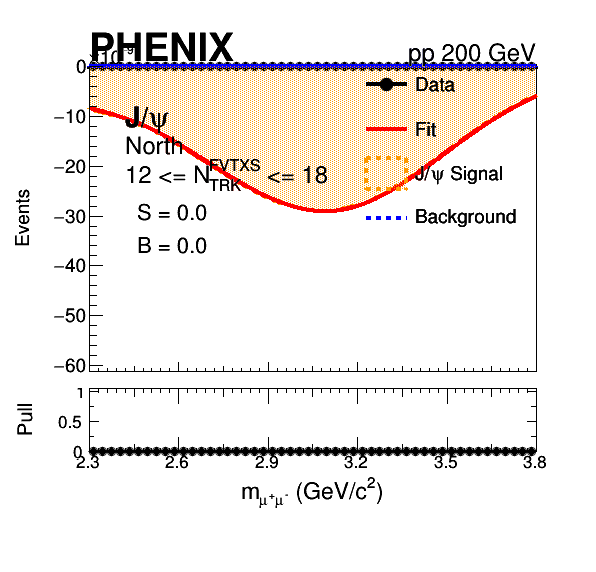 PHENIX
pp 200 GeV
×10⁻⁹
0
−10
−20
−30
−40
−50
−60
Events
Data
Fit
J/ψ Signal
Background
J/ψ
North
12 <= N_TRK^FVTXS <= 18
S = 0.0
B = 0.0
1
0.5
0
Pull
2.3 2.6 2.9 3.2 3.5 3.8
m_μ⁺μ⁻ (GeV/c²)